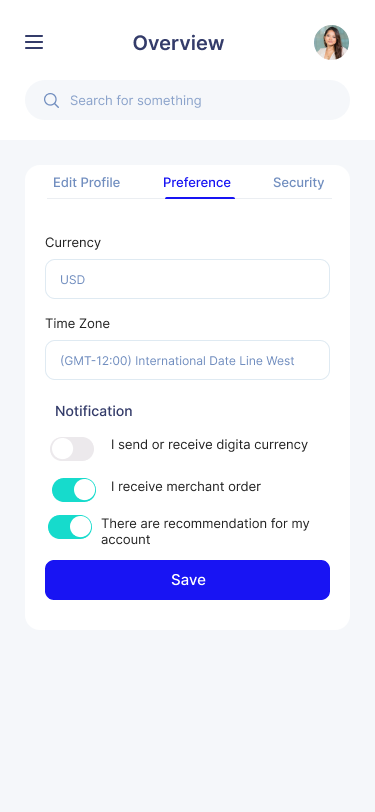 Overview
Search for something
Edit Profile Preference Security
Currency
USD
Time Zone
(GMT-12:00) International Date Line West
Notification
I send or receive digita currency
I receive merchant order
There are recommendation for my
account
Save